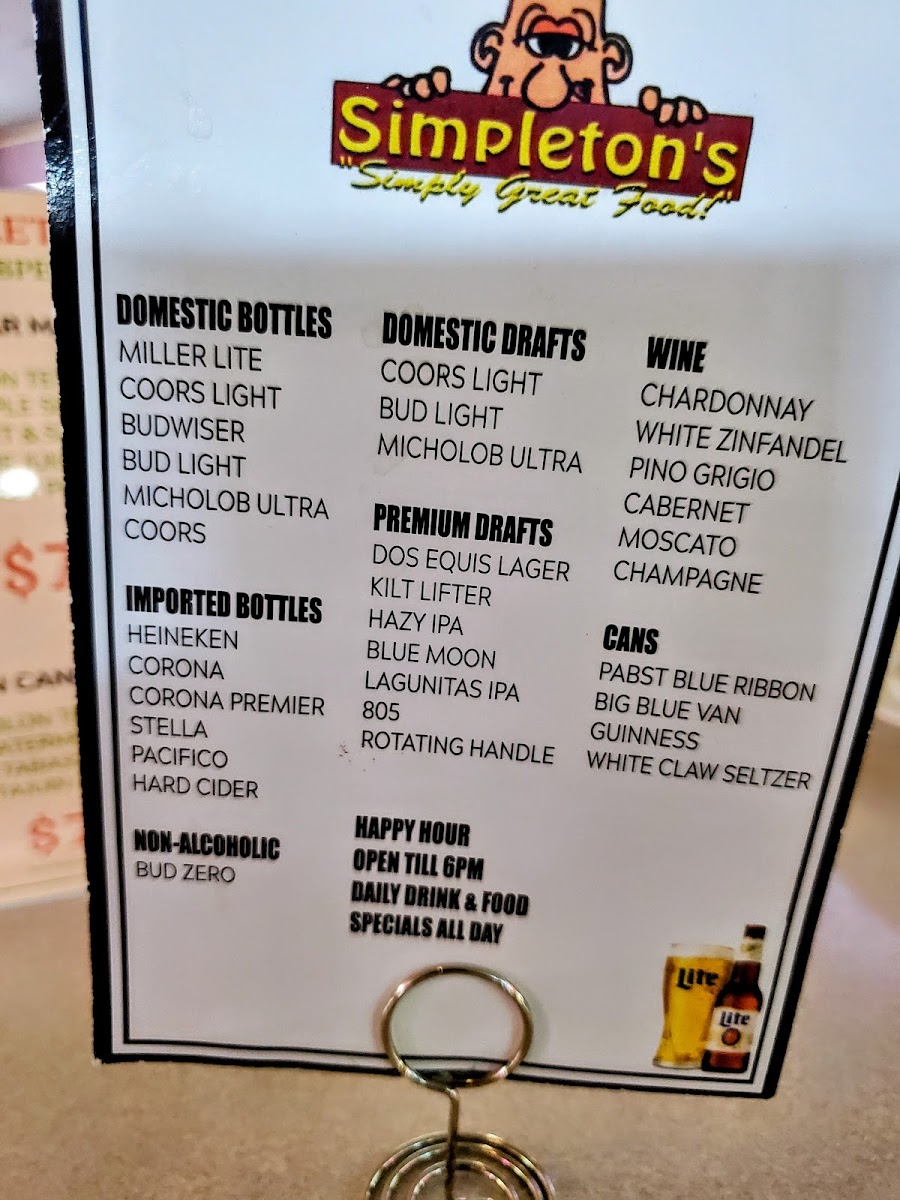 Simpleton's
"Simply Great Food!"
DOMESTIC BOTTLES
MILLER LITE
COORS LIGHT
BUDWISER
BUD LIGHT
MICHOLOB ULTRA
COORS
IMPORTED BOTTLES
HEINEKEN
CORONA
CORONA PREMIER
STELLA
PACIFICO
HARD CIDER
NON-ALCOHOLIC
BUD ZERO
DOMESTIC DRAFTS
COORS LIGHT
BUD LIGHT
MICHOLOB ULTRA
PREMIUM DRAFTS
DOS EQUIS LAGER
KILT LIFTER
HAZY IPA
BLUE MOON
LAGUNITAS IPA
805
ROTATING HANDLE
HAPPY HOUR
OPEN TILL 6PM
DAILY DRINK & FOOD
SPECIALS ALL DAY
WINE
CHARDONNAY
WHITE ZINFANDEL
PINO GRIGIO
CABERNET
MOSCATO
CHAMPAGNE
CANS
PABST BLUE RIBBON
BIG BLUE VAN
GUINNESS
WHITE CLAW SELTZER
Lite
Lite